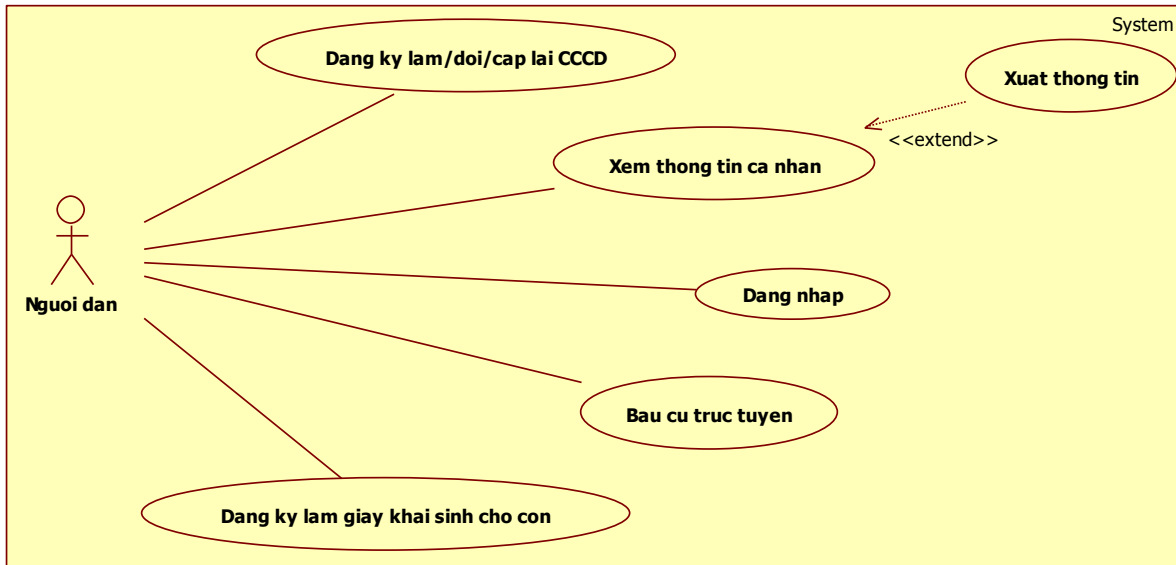 System
Dang ky lam/doi/cap lai CCCD
Xuat thong tin
<<extend>>
Xem thong tin ca nhan
Dang nhap
Nguoi dan
Bau cu truc tuyen
Dang ky lam giay khai sinh cho con